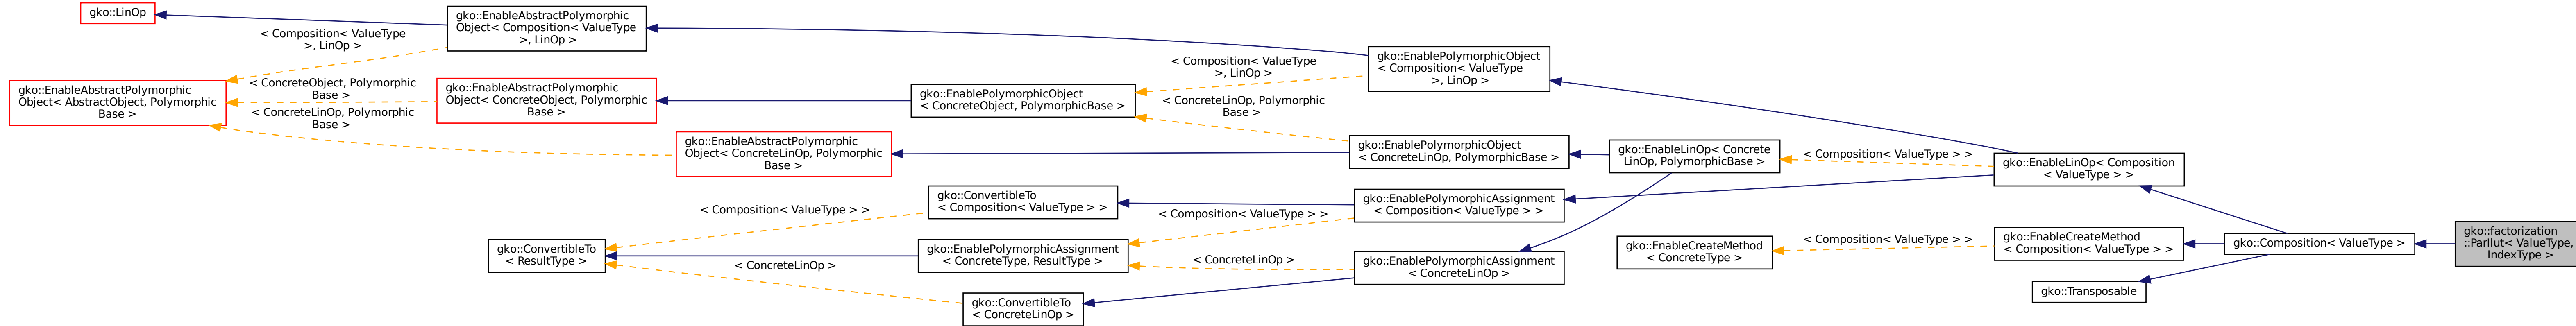 gko::LinOp
gko::EnableAbstractPolymorphic
Object< Composition< ValueType
>, LinOp >
< Composition< ValueType
>, LinOp >
gko::EnableAbstractPolymorphic
Object< AbstractObject, Polymorphic
Base >
< ConcreteObject, Polymorphic
Base >
< ConcreteLinOp, Polymorphic
Base >
gko::EnableAbstractPolymorphic
Object< ConcreteObject, Polymorphic
Base >
gko::EnableAbstractPolymorphic
Object< ConcreteLinOp, Polymorphic
Base >
gko::EnablePolymorphicObject
< ConcreteObject, PolymorphicBase >
< Composition< ValueType
>, LinOp >
< ConcreteLinOp, Polymorphic
Base >
gko::EnablePolymorphicObject
< Composition< ValueType
>, LinOp >
gko::EnablePolymorphicObject
< ConcreteLinOp, PolymorphicBase >
gko::EnableLinOp< Concrete
LinOp, PolymorphicBase >
< Composition< ValueType > >
gko::EnableLinOp< Composition
< ValueType > >
gko::ConvertibleTo
< Composition< ValueType > >
< Composition< ValueType > >
< Composition< ValueType > >
gko::EnablePolymorphicAssignment
< Composition< ValueType > >
gko::ConvertibleTo
< ResultType >
gko::EnablePolymorphicAssignment
< ConcreteType, ResultType >
< ConcreteLinOp >
< ConcreteLinOp >
gko::EnablePolymorphicAssignment
< ConcreteLinOp >
gko::ConvertibleTo
< ConcreteLinOp >
gko::EnableCreateMethod
< ConcreteType >
< Composition< ValueType > >
gko::EnableCreateMethod
< Composition< ValueType > >
gko::Transposable
gko::Composition< ValueType >
gko::factorization
::ParIlut< ValueType,
IndexType >